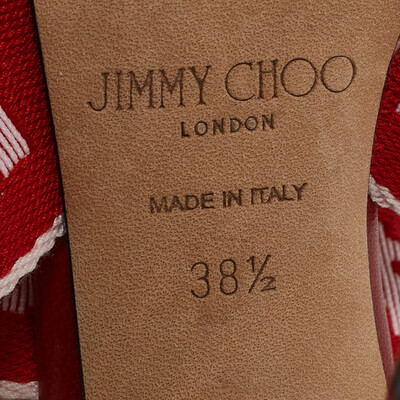 JIMMY CHOO
LONDON
MADE IN ITALY
38½